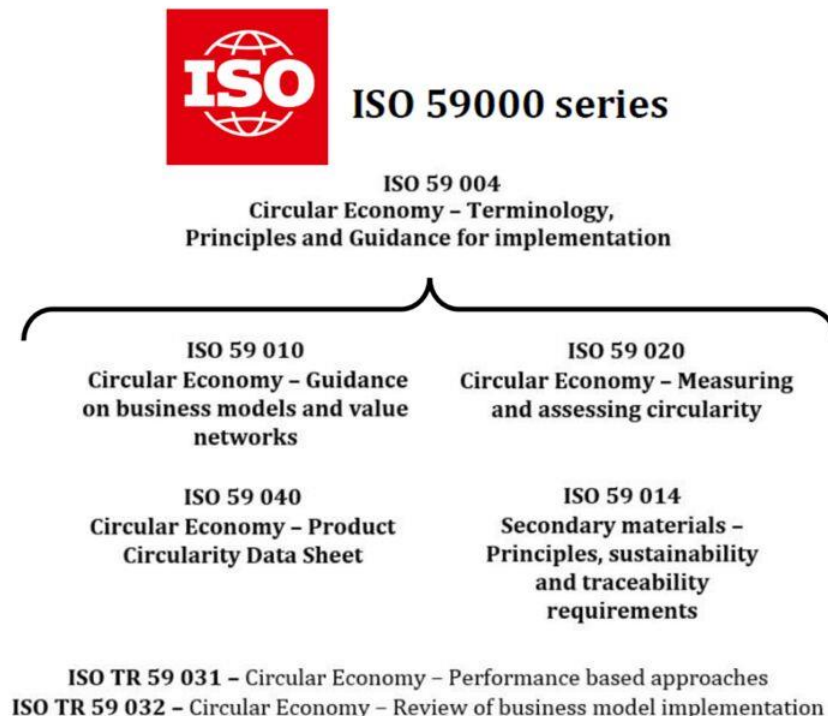 ISO
ISO 59000 series
ISO 59 004
Circular Economy – Terminology,
Principles and Guidance for implementation
ISO 59 010
Circular Economy – Guidance
on business models and value
networks
ISO 59 020
Circular Economy – Measuring
and assessing circularity
ISO 59 040
Circular Economy – Product
Circularity Data Sheet
ISO 59 014
Secondary materials –
Principles, sustainability
and traceability
requirements
ISO TR 59 031 – Circular Economy – Performance based approaches
ISO TR 59 032 – Circular Economy – Review of business model implementation